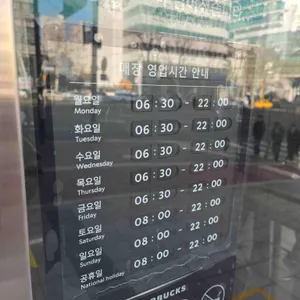 매장 영업시간 안내
월요일 06 : 30 - 22 : 00
Monday
화요일 06 : 30 - 22 : 00
Tuesday
수요일 06 : 30 - 22 : 00
Wednesday
목요일 06 : 30 - 22 : 00
Thursday
금요일 06 : 30 - 22 : 00
Friday
토요일 08 : 00 - 22 : 00
Saturday
일요일 08 : 00 - 22 : 00
Sunday
공휴일 08 : 00 - 22 : 00
National holiday
RBUCKS